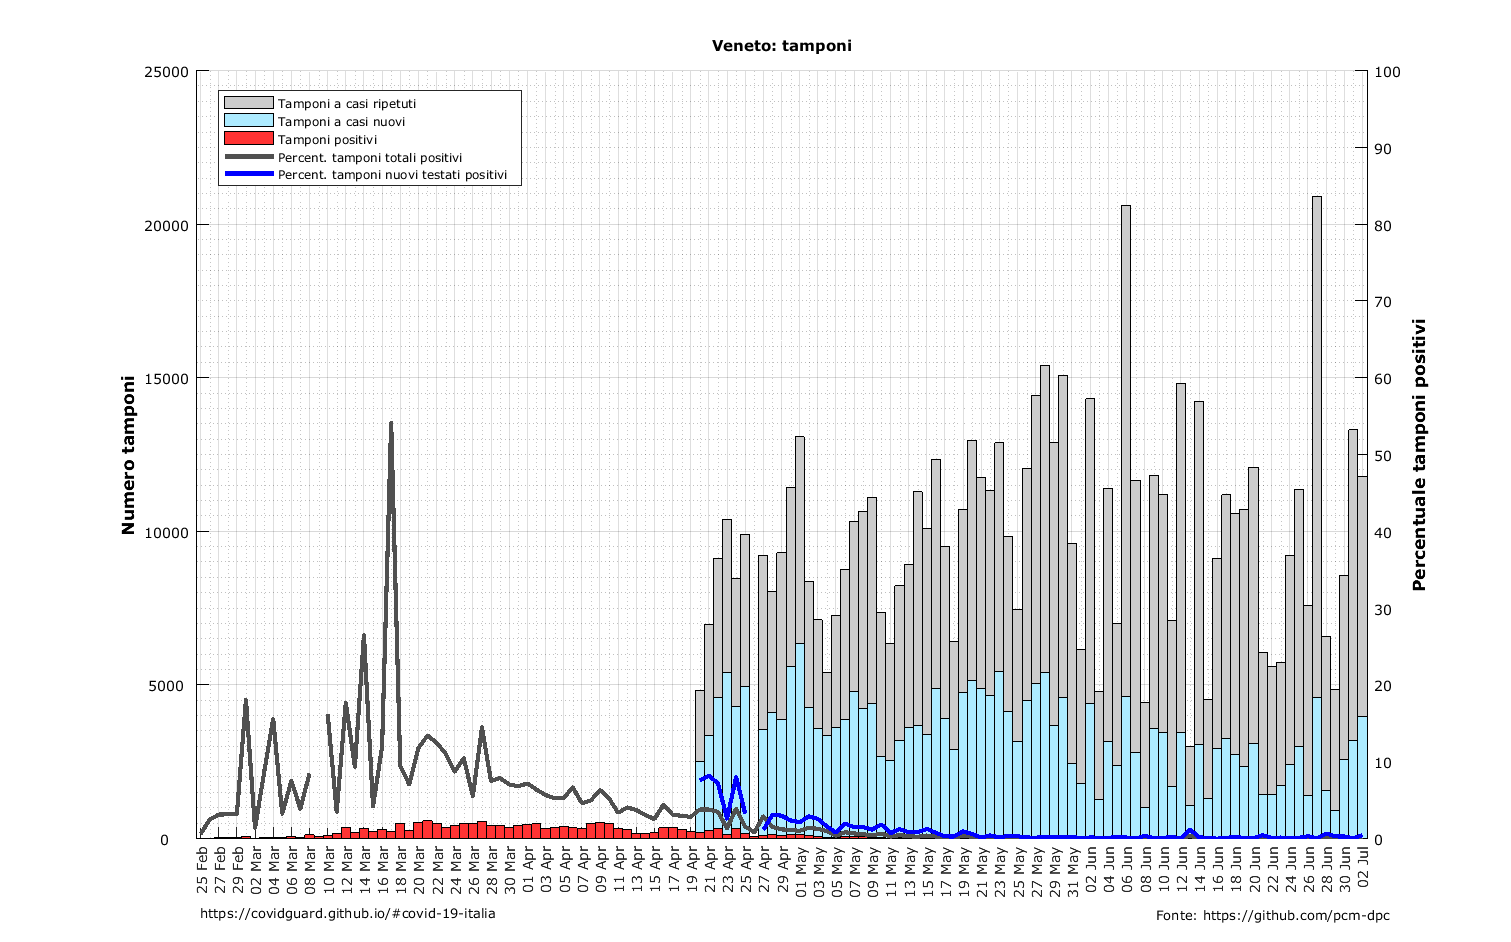 Veneto: tamponi
25000
20000
15000
10000
5000
0
Numero tamponi
Tamponi a casi ripetuti
Tamponi a casi nuovi
Tamponi positivi
Percent. tamponi totali positivi
Percent. tamponi nuovi testati positivi
100
90
80
70
60
50
40
30
20
10
0
Percentuale tamponi positivi
25 Feb
27 Feb
29 Feb
02 Mar
04 Mar
06 Mar
08 Mar
10 Mar
12 Mar
14 Mar
16 Mar
18 Mar
20 Mar
22 Mar
24 Mar
26 Mar
28 Mar
30 Mar
01 Apr
03 Apr
05 Apr
07 Apr
09 Apr
11 Apr
13 Apr
15 Apr
17 Apr
19 Apr
21 Apr
23 Apr
25 Apr
27 Apr
29 Apr
01 May
03 May
05 May
07 May
09 May
11 May
13 May
15 May
17 May
19 May
21 May
23 May
25 May
27 May
29 May
31 May
02 Jun
04 Jun
06 Jun
08 Jun
10 Jun
12 Jun
14 Jun
16 Jun
18 Jun
20 Jun
22 Jun
24 Jun
26 Jun
28 Jun
30 Jun
02 Jul
https://covidguard.github.io/#covid-19-italia
Fonte: https://github.com/pcm-dpc